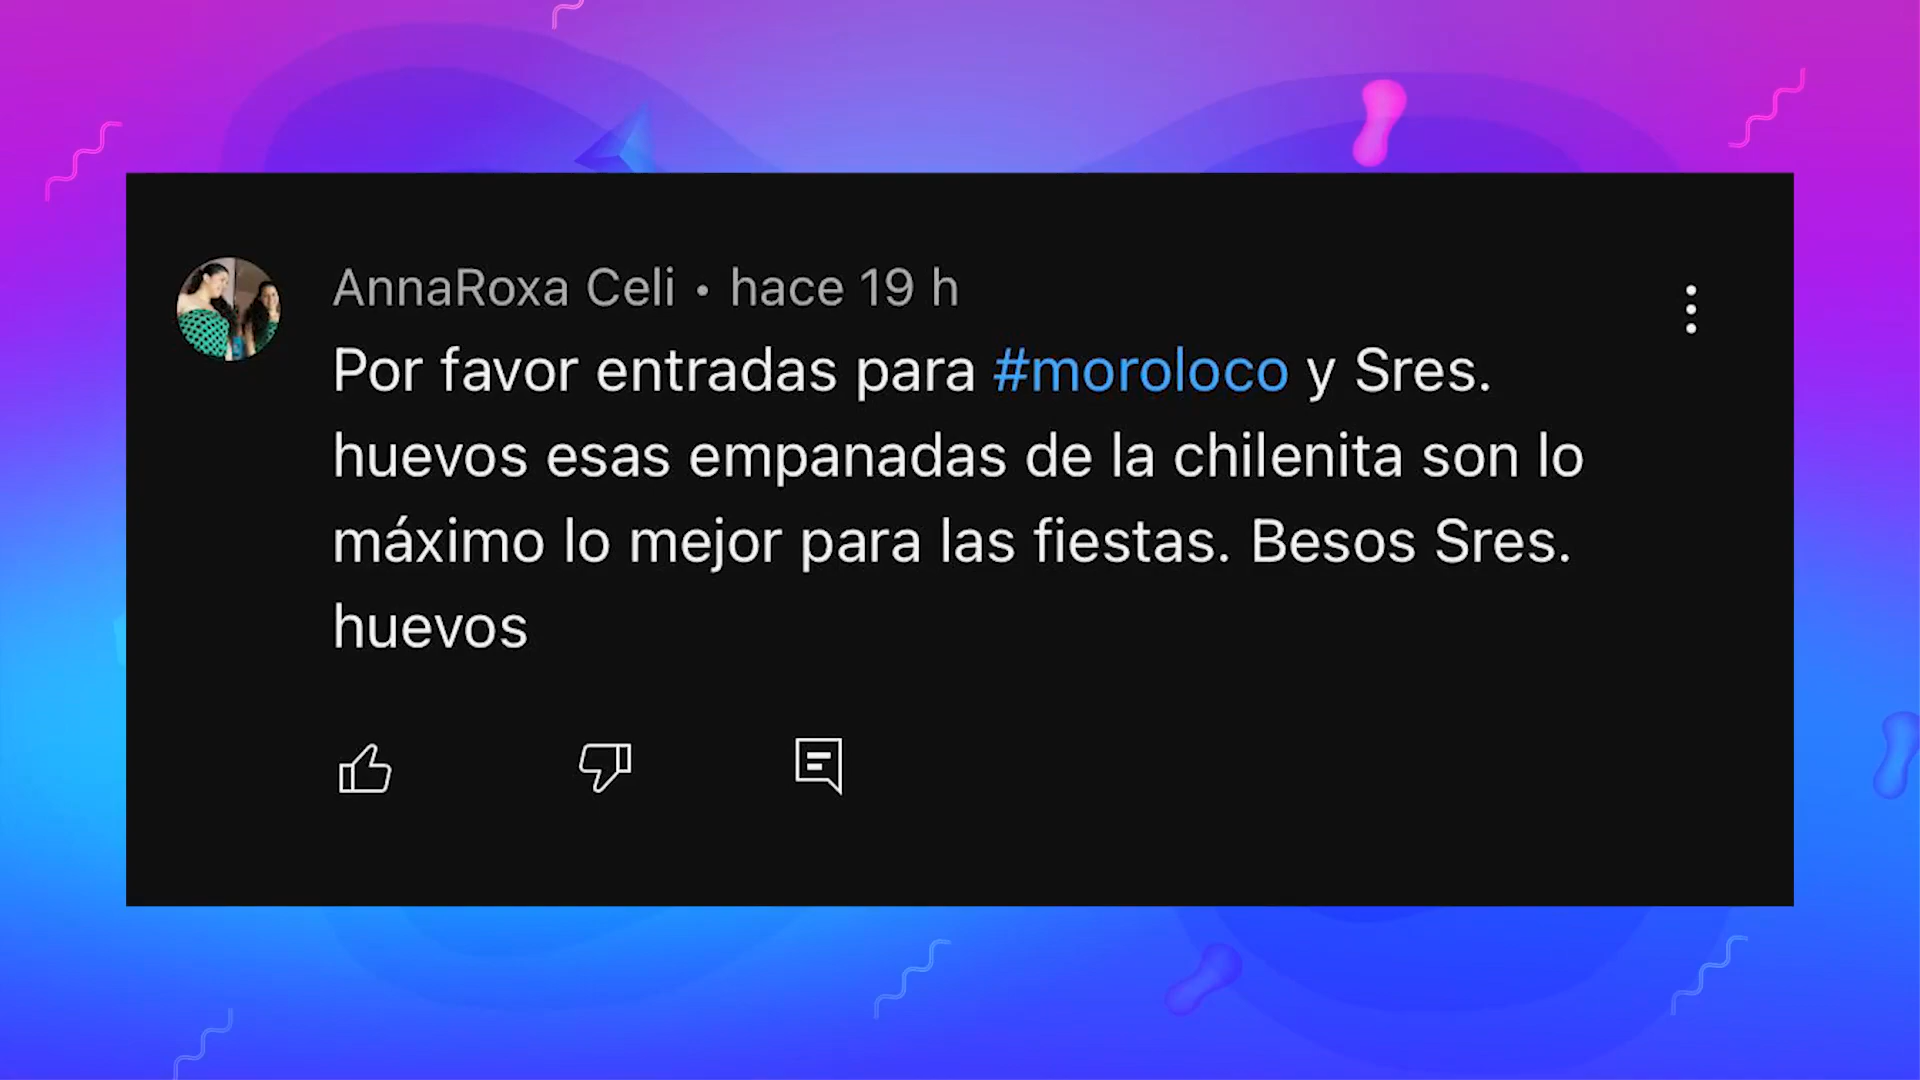 AnnaRoxa Celi • hace 19 h
Por favor entradas para #moroloco y Sres.
huevos esas empanadas de la chilenita son lo
máximo lo mejor para las fiestas. Besos Sres.
huevos